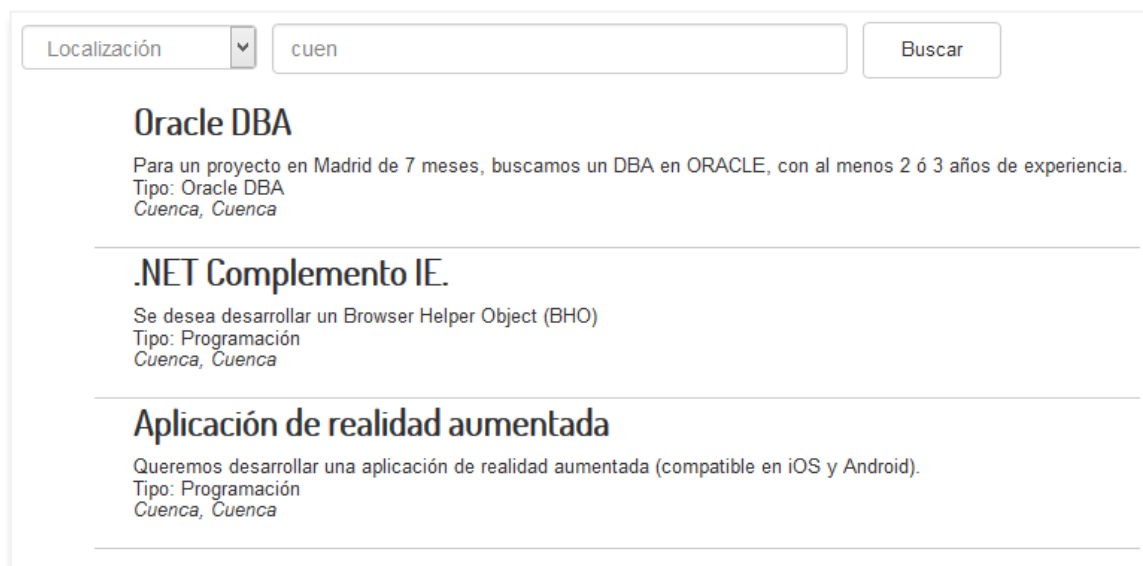 Localización
cuen
Buscar
Oracle DBA
Para un proyecto en Madrid de 7 meses, buscamos un DBA en ORACLE, con al menos 2 ó 3 años de experiencia.
Tipo: Oracle DBA
Cuenca, Cuenca
.NET Complemento IE.
Se desea desarrollar un Browser Helper Object (BHO)
Tipo: Programación
Cuenca, Cuenca
Aplicación de realidad aumentada
Queremos desarrollar una aplicación de realidad aumentada (compatible en iOS y Android).
Tipo: Programación
Cuenca, Cuenca